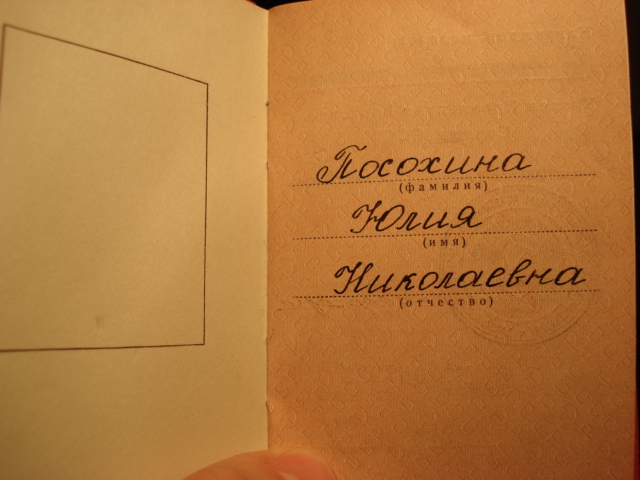 Посохина
(фамилия)
Юлия
(имя)
Николаевна
(отчество)